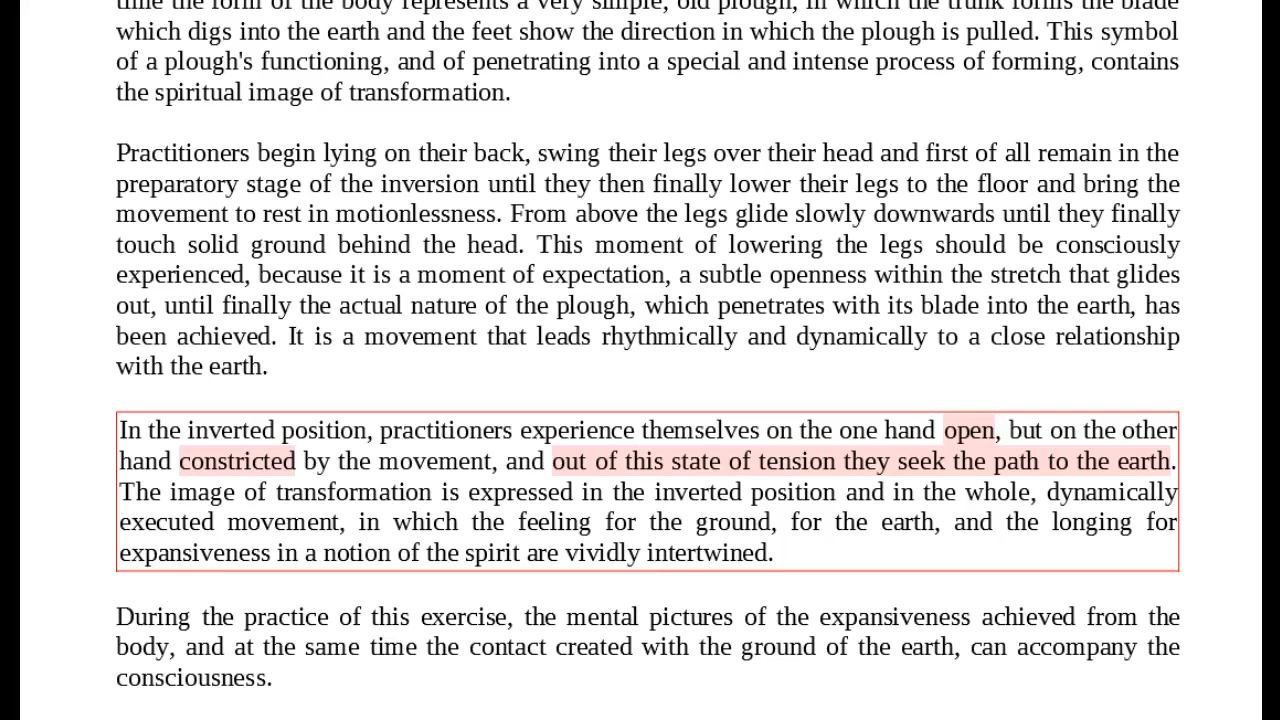 time the form of the body represents a very simple, old plough, in which the trunk forms the blade
which digs into the earth and the feet show the direction in which the plough is pulled. This symbol
of a plough's functioning, and of penetrating into a special and intense process of forming, contains
the spiritual image of transformation.
Practitioners begin lying on their back, swing their legs over their head and first of all remain in the
preparatory stage of the inversion until they then finally lower their legs to the floor and bring the
movement to rest in motionlessness. From above the legs glide slowly downwards until they finally
touch solid ground behind the head. This moment of lowering the legs should be consciously
experienced, because it is a moment of expectation, a subtle openness within the stretch that glides
out, until finally the actual nature of the plough, which penetrates with its blade into the earth, has
been achieved. It is a movement that leads rhythmically and dynamically to a close relationship
with the earth.
In the inverted position, practitioners experience themselves on the one hand open, but on the other
hand constricted by the movement, and out of this state of tension they seek the path to the earth.
The image of transformation is expressed in the inverted position and in the whole, dynamically
executed movement, in which the feeling for the ground, for the earth, and the longing for
expansiveness in a notion of the spirit are vividly intertwined.
During the practice of this exercise, the mental pictures of the expansiveness achieved from the
body, and at the same time the contact created with the ground of the earth, can accompany the
consciousness.